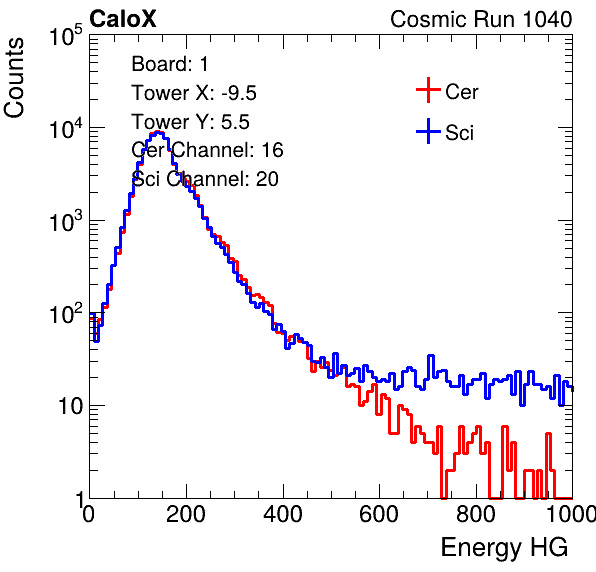 CaloX Cosmic Run 1040
Counts
10^5
10^4
10^3
10^2
10
1
Board: 1
Tower X: -9.5
Tower Y: 5.5
Cer Channel: 16
Sci Channel: 20
Cer
Sci
0 200 400 600 800 1000
Energy HG